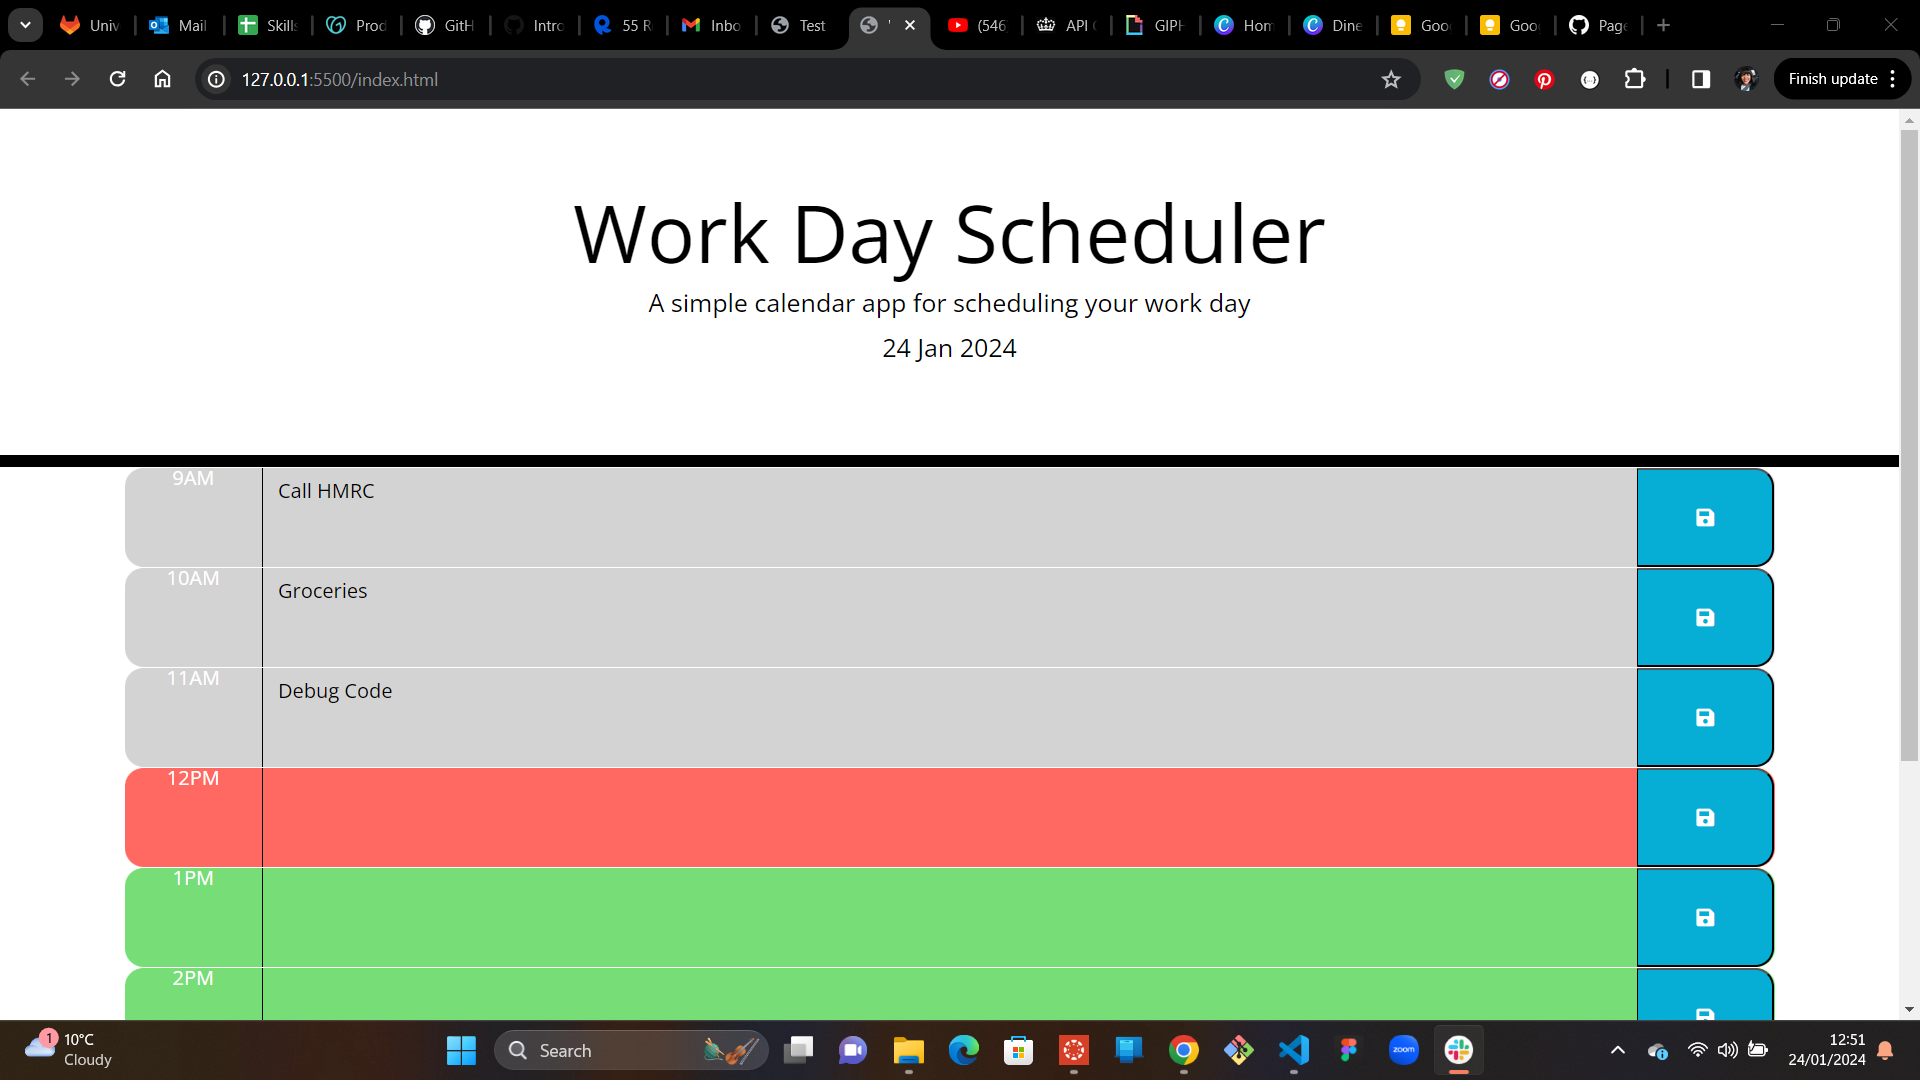 Univ
Mail
Skills
Prod
GitH
Intro
55 R
Inbo
Test
(546
API
GIPH
Hom
Dine
Goo
Goo
Page
127.0.0.1:5500/index.html
Finish update
Work Day Scheduler
A simple calendar app for scheduling your work day
24 Jan 2024
9AM
Call HMRC
10AM
Groceries
11AM
Debug Code
12PM
1PM
2PM
1
10°C
Cloudy
Search
zoom
12:51
24/01/2024